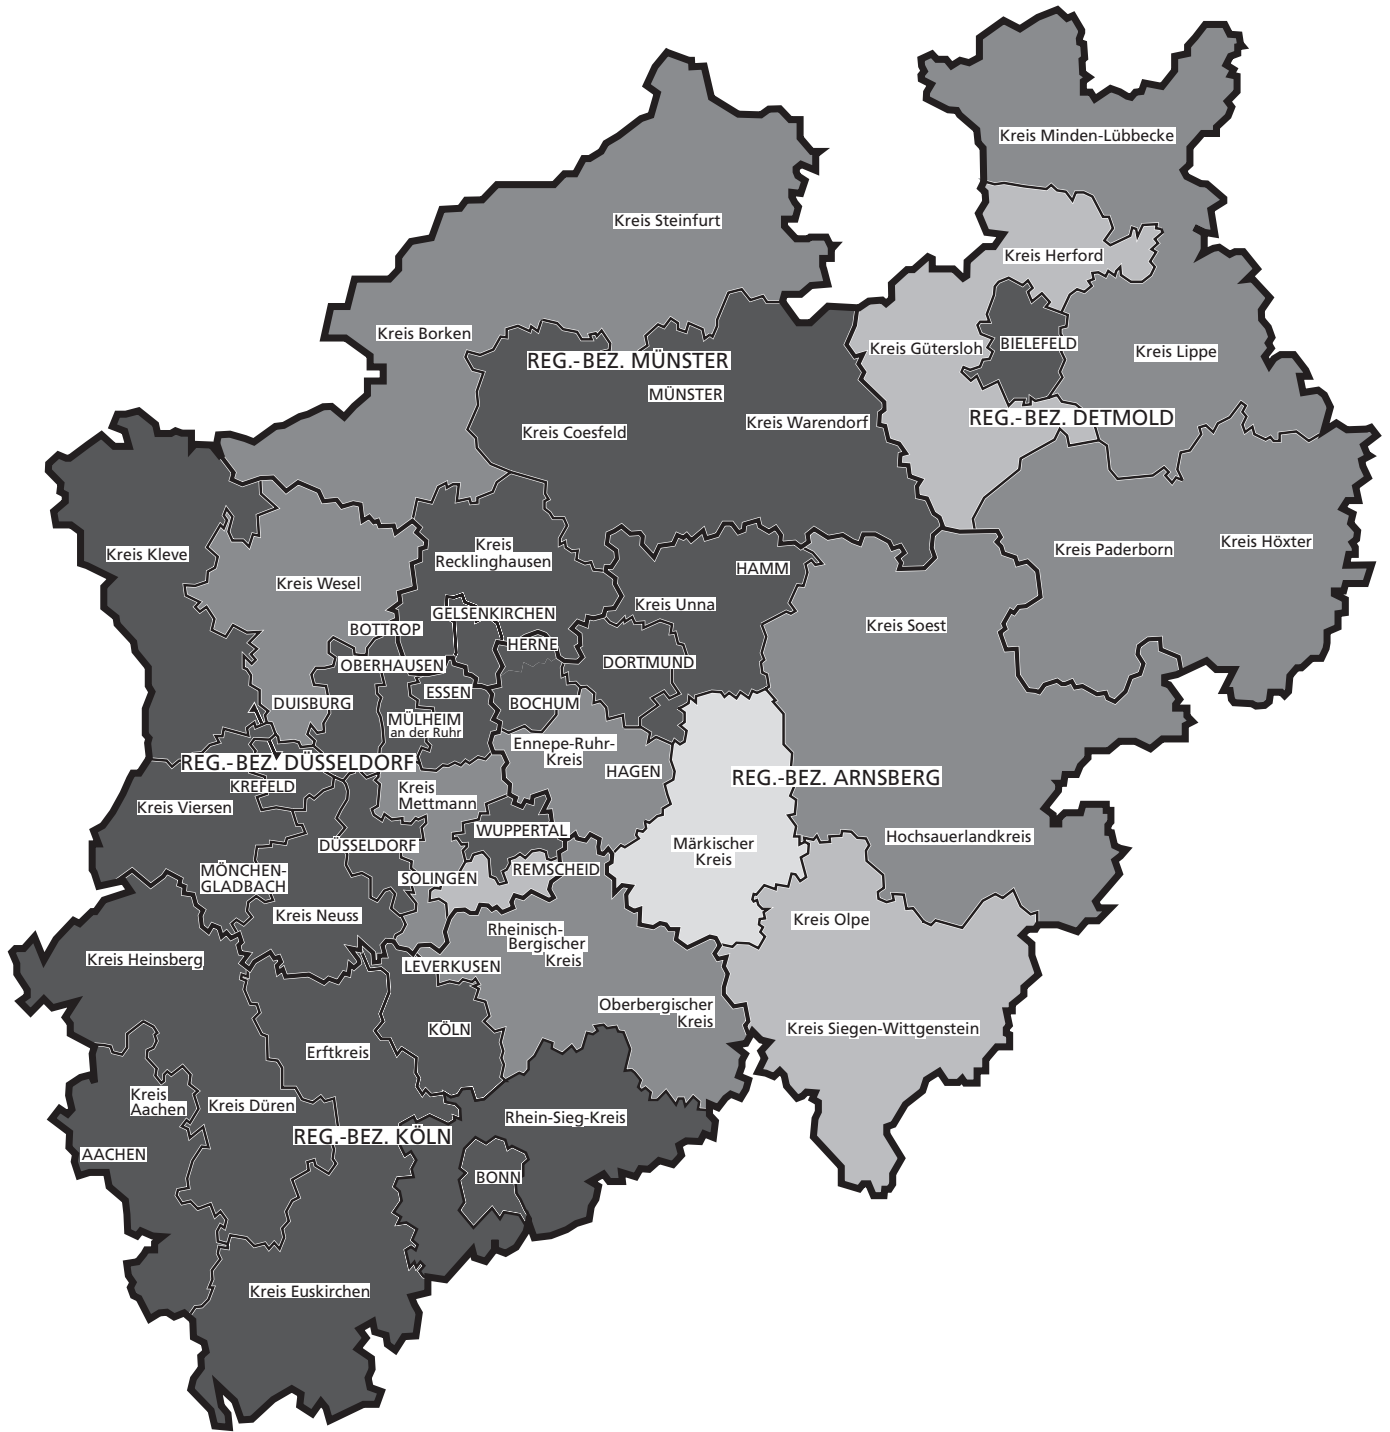 Kreis Minden-Lübbecke
Kreis Steinfurt
Kreis Herford
Kreis Borken
BIELEFELD
Kreis Gütersloh
Kreis Lippe
REG.-BEZ. MÜNSTER
MÜNSTER
REG.-BEZ. DETMOLD
Kreis Warendorf
Kreis Coesfeld
Kreis Höxter
Kreis Paderborn
Kreis Kleve
Kreis
Recklinghausen
HAMM
Kreis Wesel
Kreis Unna
GELSENKIRCHEN
Kreis Soest
BOTTROP
HERNE
DORTMUND
OBERHAUSEN
ESSEN
DUISBURG
BOCHUM
MÜLHEIM
an der Ruhr
Ennepe-Ruhr-
Kreis
REG.-BEZ. DÜSSELDORF
HAGEN
REG.-BEZ. ARNSBERG
KREFELD
Kreis
Mettmann
Kreis Viersen
WUPPERTAL
Hochsauerlandkreis
DÜSSELDORF
Märkischer
Kreis
REMSCHEID
MÖNCHEN-
GLADBACH
SOLINGEN
Kreis Neuss
Kreis Olpe
Rheinisch-
Bergischer
Kreis
Kreis Heinsberg
LEVERKUSEN
Oberbergischer
Kreis
KÖLN
Kreis Siegen-Wittgenstein
Erftkreis
Kreis
Aachen
Kreis Düren
Rhein-Sieg-Kreis
REG.-BEZ. KÖLN
AACHEN
BONN
Kreis Euskirchen